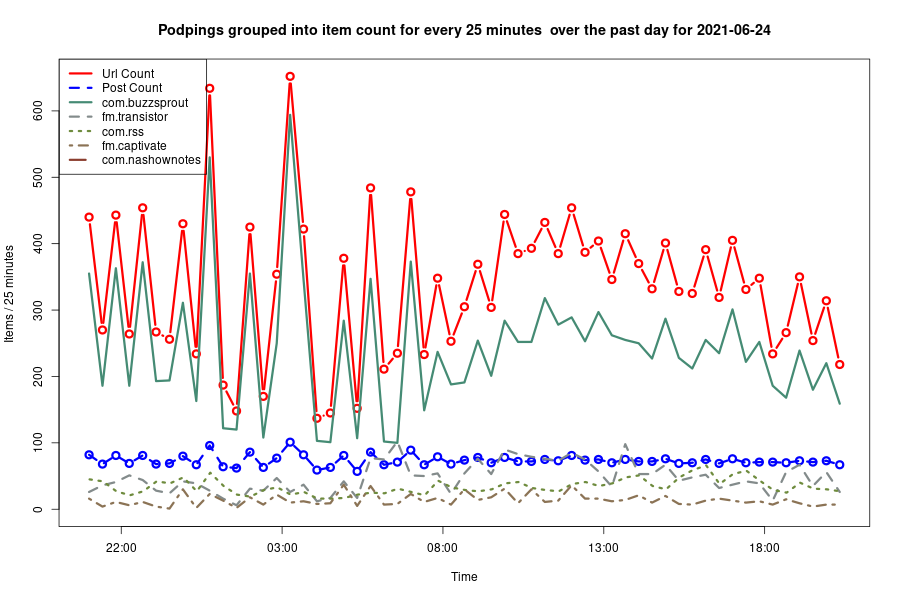 Podpings grouped into item count for every 25 minutes  over the past day for 2021-06-24
Url Count
Post Count
com.buzzsprout
fm.transistor
com.rss
fm.captivate
com.nashownotes
Items / 25 minutes
600
500
400
300
200
100
0
22:00 03:00 08:00 13:00 18:00
Time